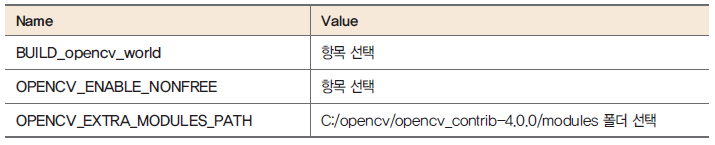 Name Value
BUILD_opencv_world 항목 선택
OPENCV_ENABLE_NONFREE 항목 선택
OPENCV_EXTRA_MODULES_PATH C:/opencv/opencv_contrib-4.0.0/modules 폴더 선택